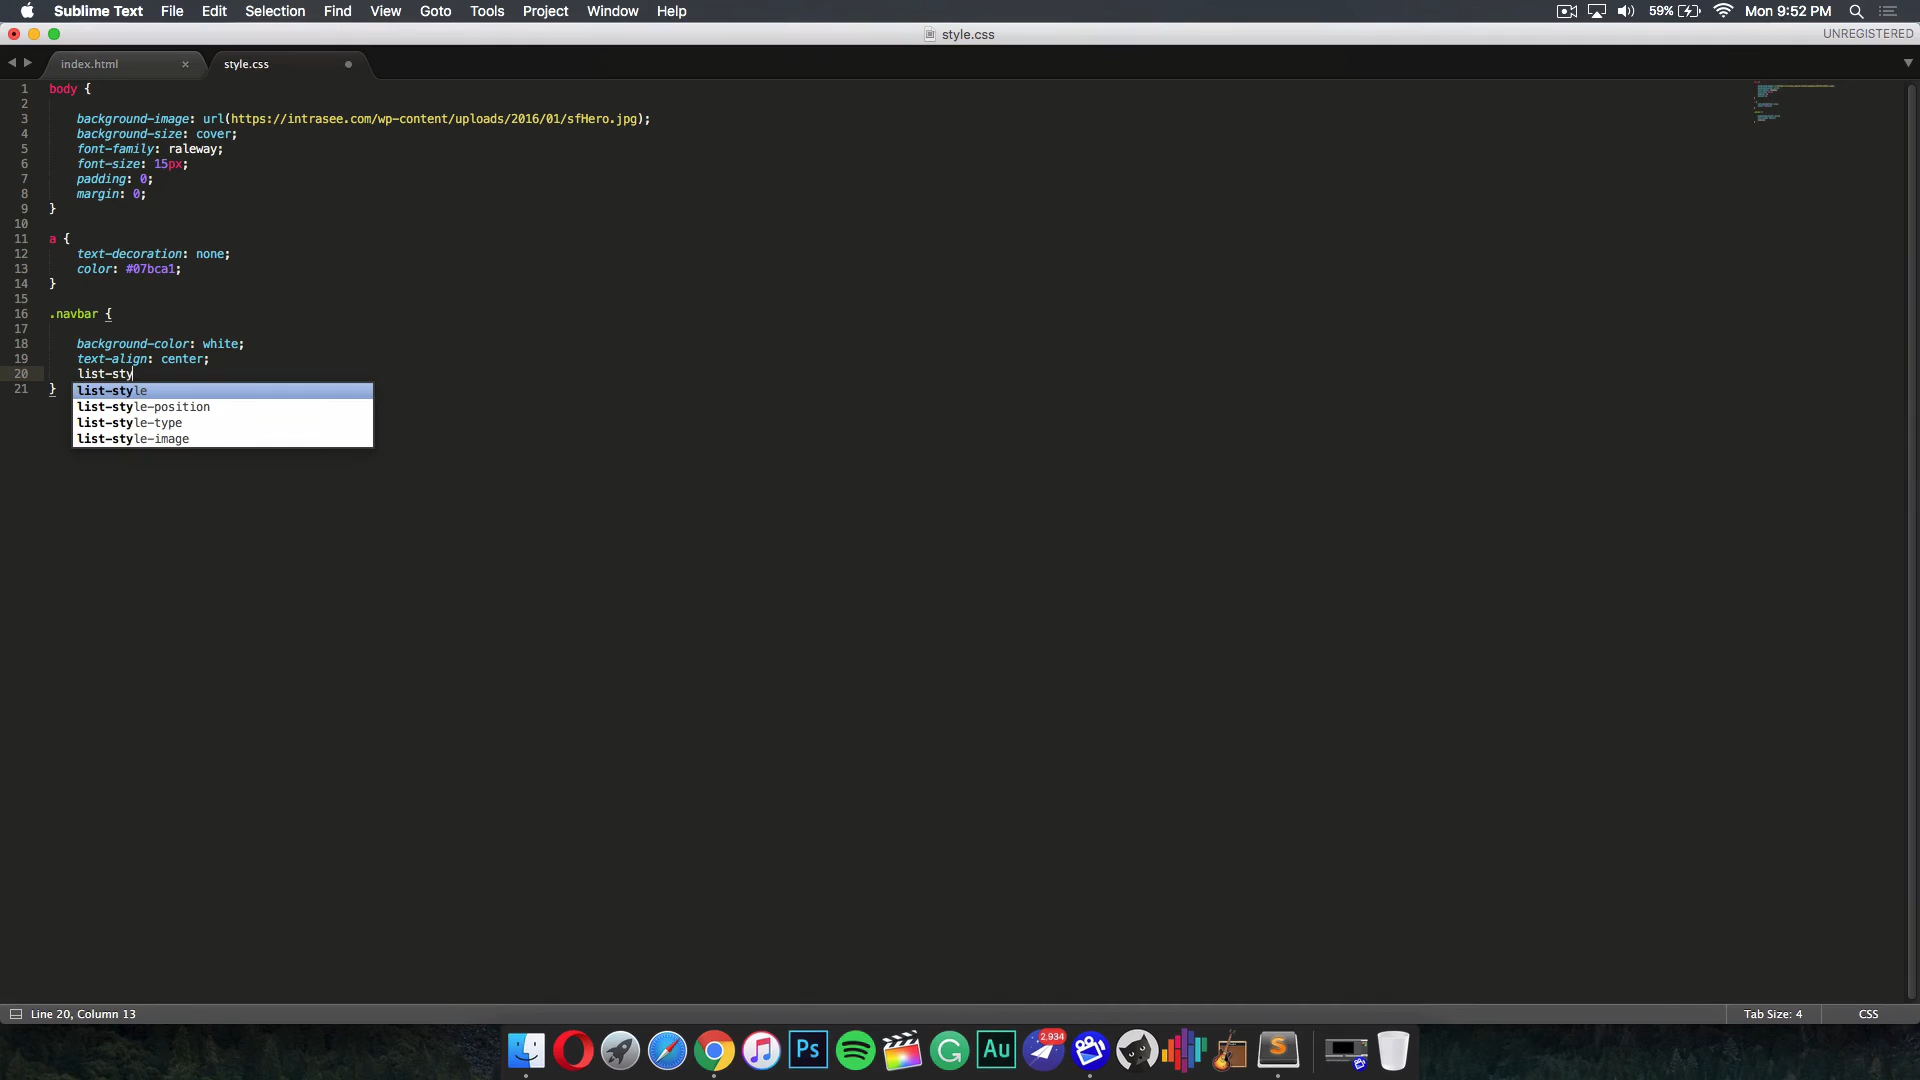 Sublime Text File Edit Selection Find View Goto Tools Project Window Help 59% Mon 9:52 PM
style.css UNREGISTERED
index.html × style.css
1 body {
2
3 background-image: url(https://intrasee.com/wp-content/uploads/2016/01/sfHero.jpg);
4 background-size: cover;
5 font-family: raleway;
6 font-size: 15px;
7 padding: 0;
8 margin: 0;
9 }
10
11 a {
12 text-decoration: none;
13 color: #07bca1;
14 }
15
16 .navbar {
17
18 background-color: white;
19 text-align: center;
20 list-sty
21 }
list-style
list-style-position
list-style-type
list-style-image
Line 20, Column 13 Tab Size: 4 CSS
Ps G Au 2,934 S